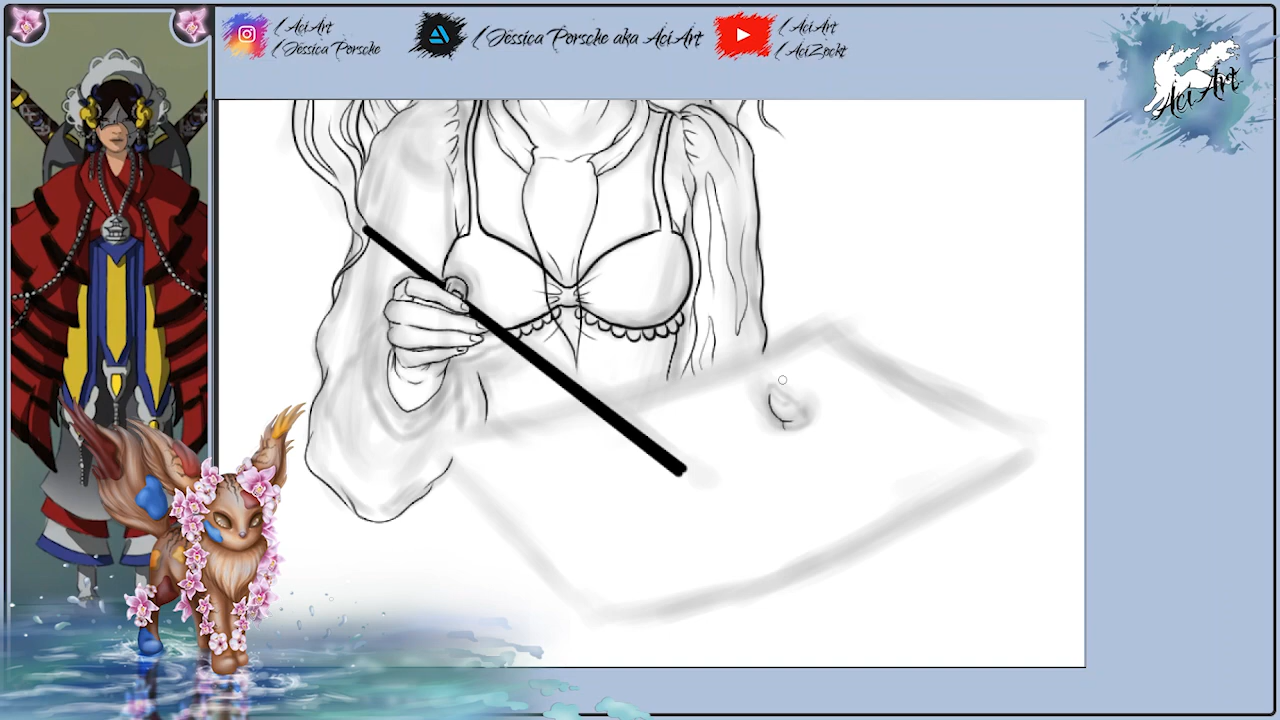 /AciArt
/Jessica Porsche
/Jessica Porsche aka AciArt
/AciArt
/AciZockt
AciArt